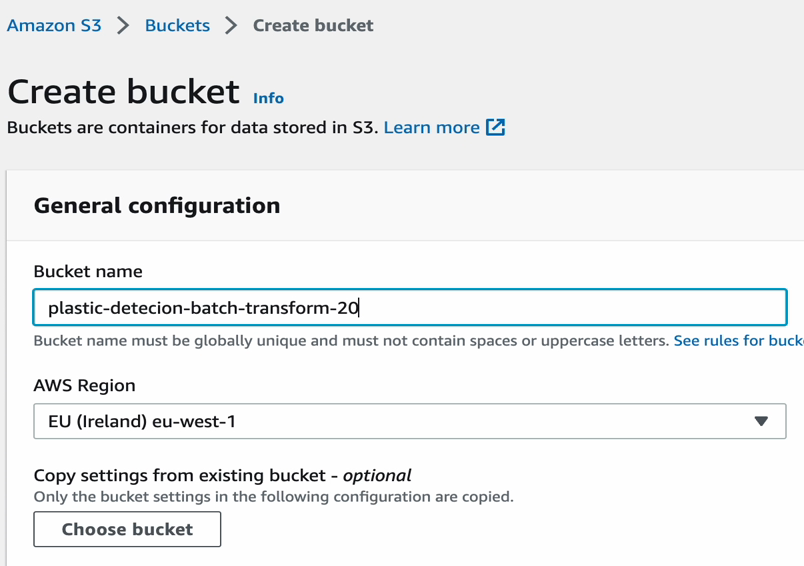 Amazon S3 > Buckets > Create bucket
Create bucket Info
Buckets are containers for data stored in S3. Learn more
General configuration
Bucket name
plastic-detecion-batch-transform-20
Bucket name must be globally unique and must not contain spaces or uppercase letters. See rules for bucke
AWS Region
EU (Ireland) eu-west-1
Copy settings from existing bucket - optional
Only the bucket settings in the following configuration are copied.
Choose bucket